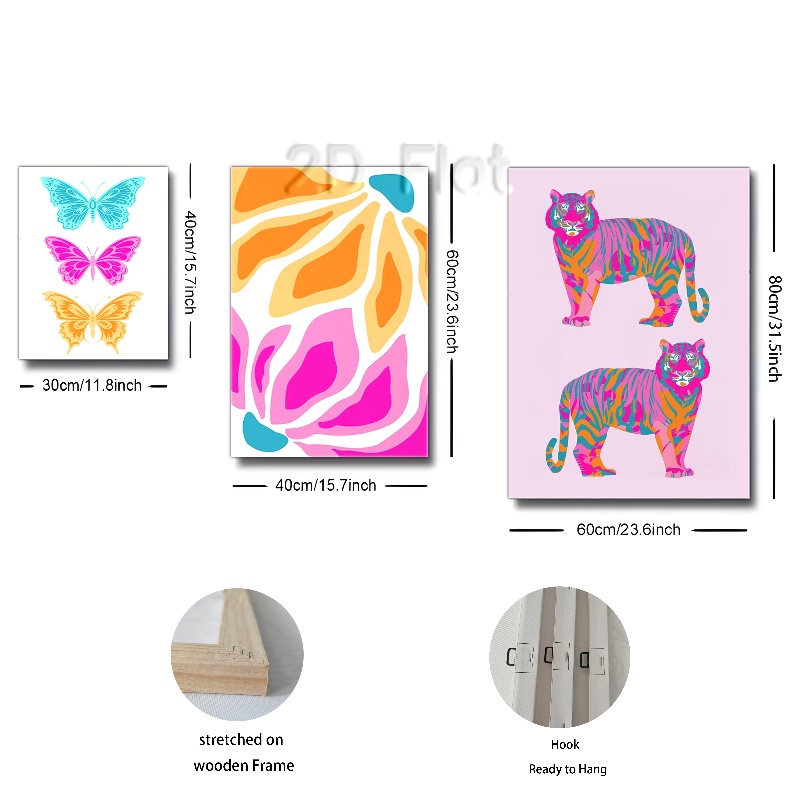 2D Flat
40cm/15.7inch
30cm/11.8inch
60cm/23.6inch
40cm/15.7inch
80cm/31.5inch
60cm/23.6inch
stretched on
wooden Frame
Hook
Ready to Hang